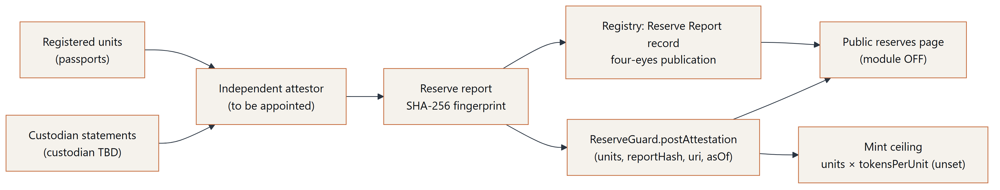 Registered units
(passports)
Custodian statements
(custodian TBD)
Independent attestor
(to be appointed)
Reserve report
SHA-256 fingerprint
Registry: Reserve Report
record
four-eyes publication
ReserveGuard.postAttestation
(units, reportHash, uri, asOf)
Public reserves page
(module OFF)
Mint ceiling
units × tokensPerUnit (unset)